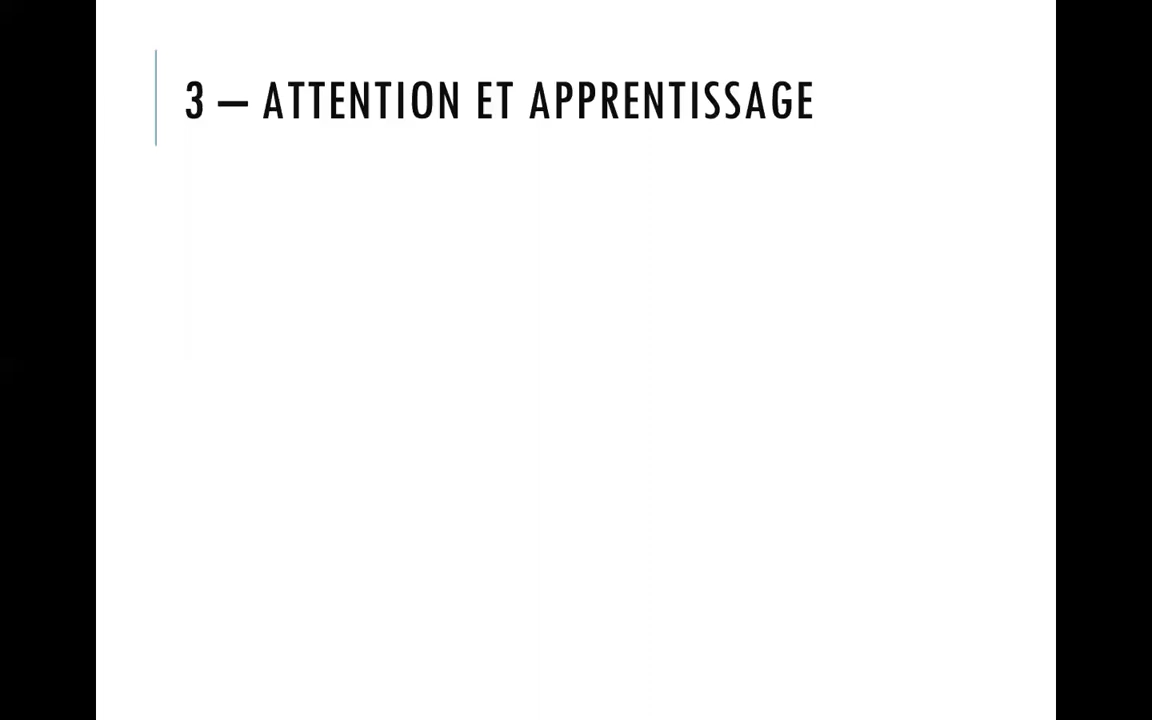 3 – ATTENTION ET APPRENTISSAGE